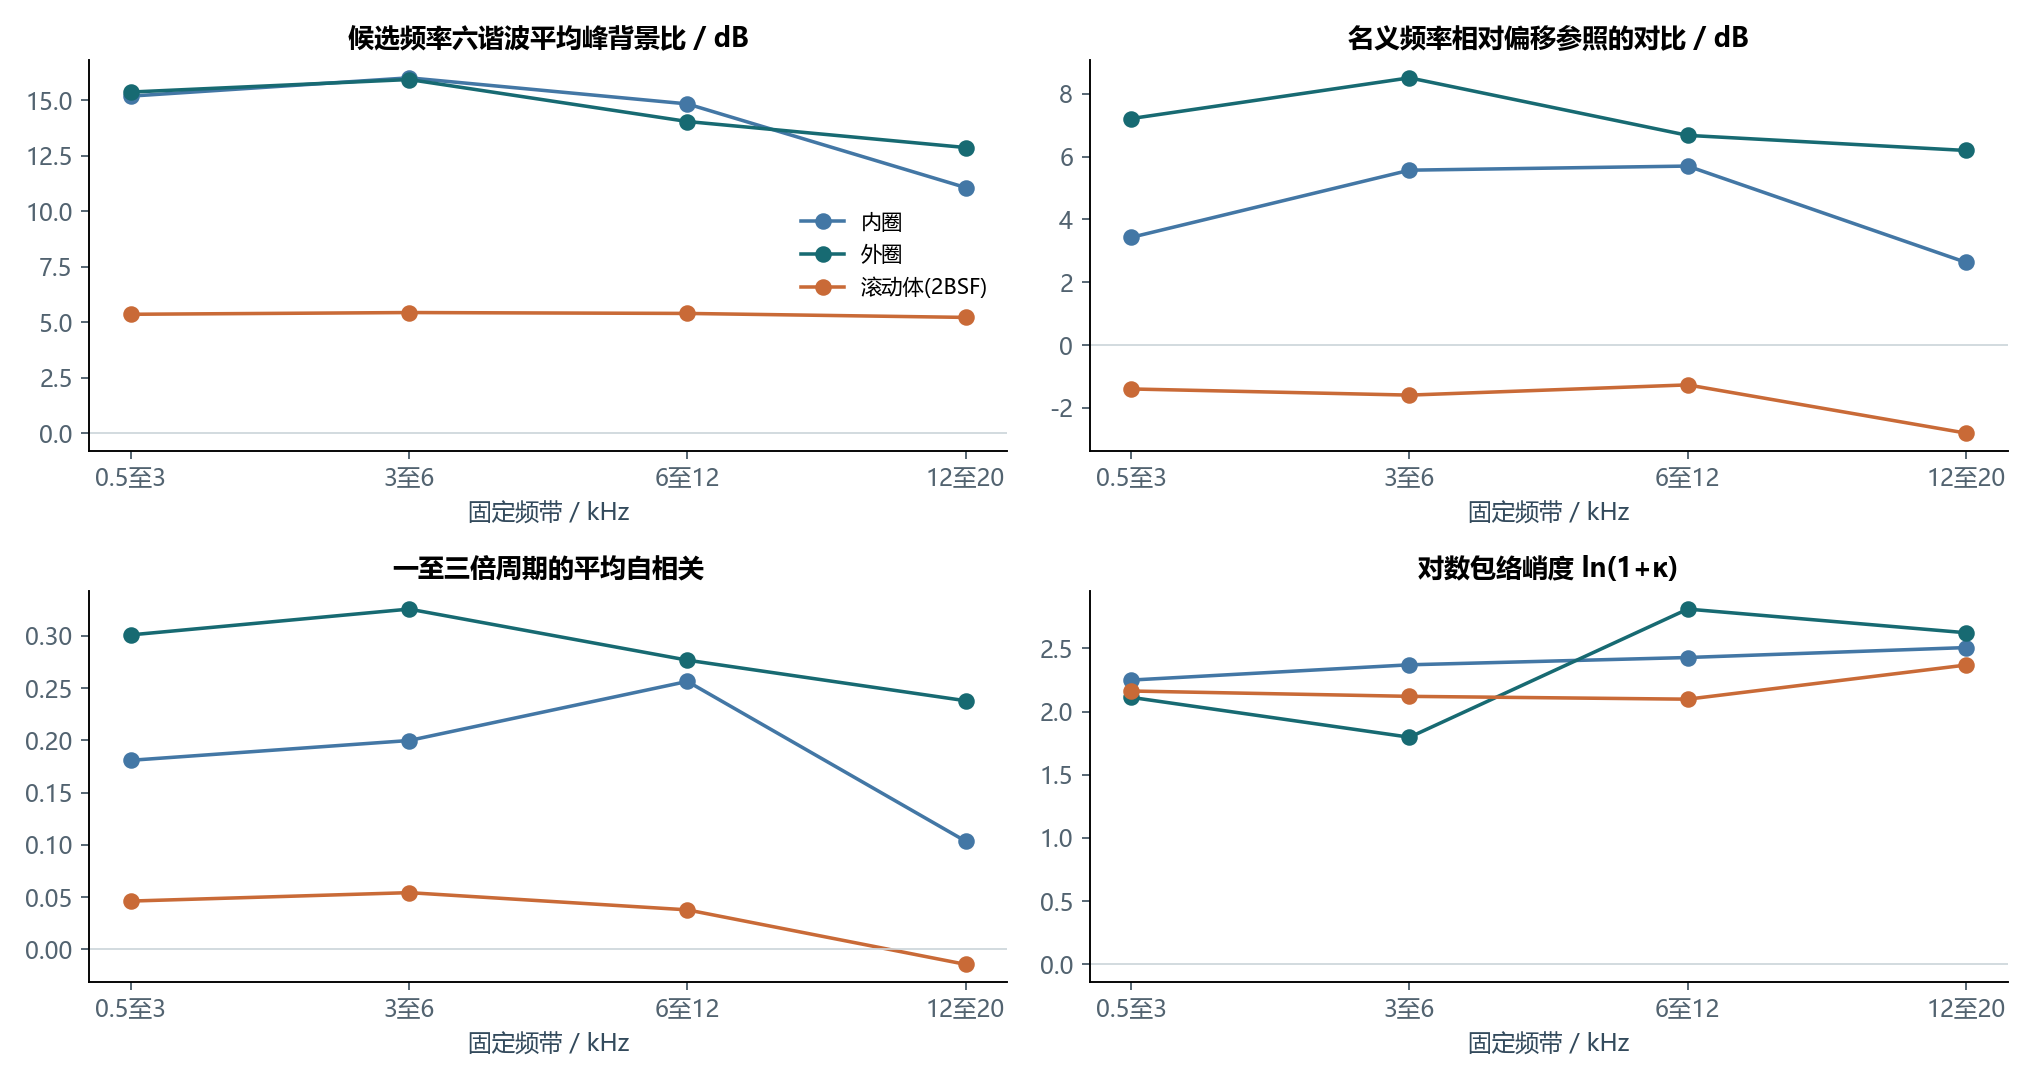 候选频率六谐波平均峰背景比 / dB
15.0
12.5
10.0
7.5
5.0
2.5
0.0
内圈
外圈
滚动体(2BSF)
0.5至3
3至6
6至12
12至20
固定频带 / kHz
名义频率相对偏移参照的对比 / dB
8
6
4
2
0
-2
0.5至3
3至6
6至12
12至20
固定频带 / kHz
一至三倍周期的平均自相关
0.30
0.25
0.20
0.15
0.10
0.05
0.00
0.5至3
3至6
6至12
12至20
固定频带 / kHz
对数包络峭度 ln(1+κ)
2.5
2.0
1.5
1.0
0.5
0.0
0.5至3
3至6
6至12
12至20
固定频带 / kHz